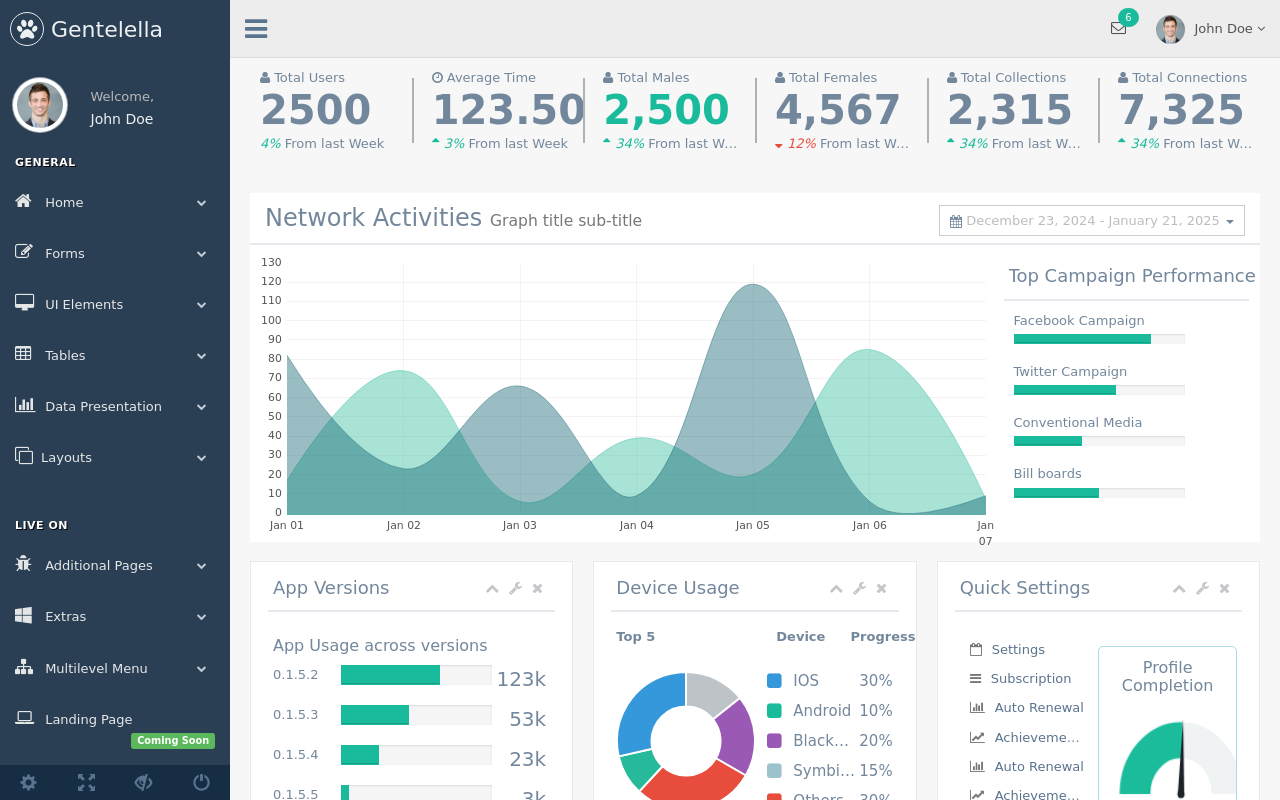 Gentelella
Welcome,
John Doe
GENERAL
Home
Forms
UI Elements
Tables
Data Presentation
Layouts
LIVE ON
Additional Pages
Extras
Multilevel Menu
Landing Page
Coming Soon
6
John Doe
Total Users
2500
4% From last Week
Average Time
123.50
3% From last Week
Total Males
2,500
34% From last W...
Total Females
4,567
12% From last W...
Total Collections
2,315
34% From last W...
Total Connections
7,325
34% From last W...
Network Activities Graph title sub-title
December 23, 2024 - January 21, 2025
130
120
110
100
90
80
70
60
50
40
30
20
10
0
Jan 01
Jan 02
Jan 03
Jan 04
Jan 05
Jan 06
Jan
07
Top Campaign Performance
Facebook Campaign
Twitter Campaign
Conventional Media
Bill boards
App Versions
App Usage across versions
0.1.5.2 123k
0.1.5.3 53k
0.1.5.4 23k
0.1.5.5 3k
Device Usage
Top 5 Device Progress
IOS 30%
Android 10%
Black... 20%
Symbi... 15%
Others 30%
Quick Settings
Settings
Subscription
Auto Renewal
Achieveme...
Auto Renewal
Achieveme...
Profile
Completion